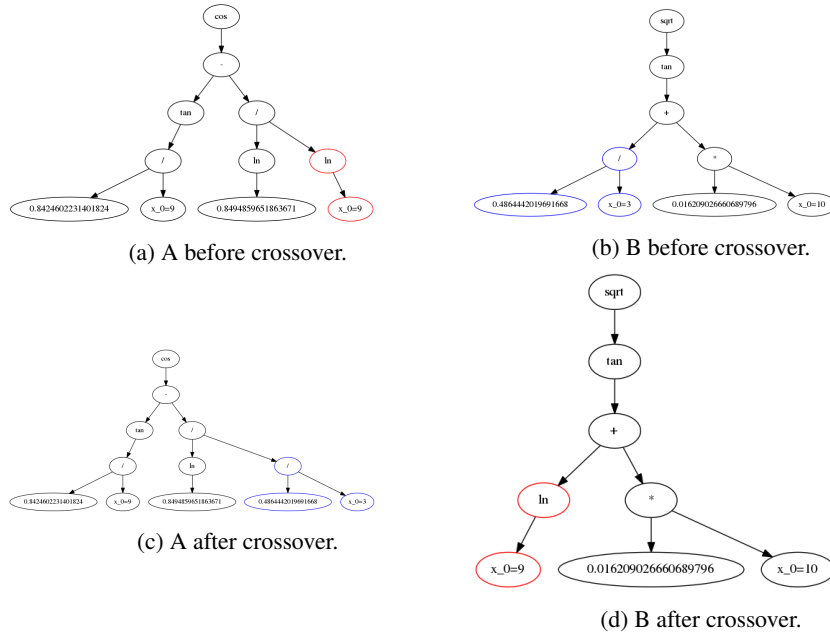 cos
-
tan
/
/
ln
ln
0.8424602231401824
x_0=9
0.8494859651863671
x_0=9
(a) A before crossover.
sqrt
tan
+
/
*
0.4864442019691668
x_0=3
0.016209026660689796
x_0=10
(b) B before crossover.
cos
-
tan
/
/
ln
/
0.8424602231401824
x_0=9
0.8494859651863671
0.4864442019691668
x_0=3
(c) A after crossover.
sqrt
tan
+
ln
*
x_0=9
0.016209026660689796
x_0=10
(d) B after crossover.